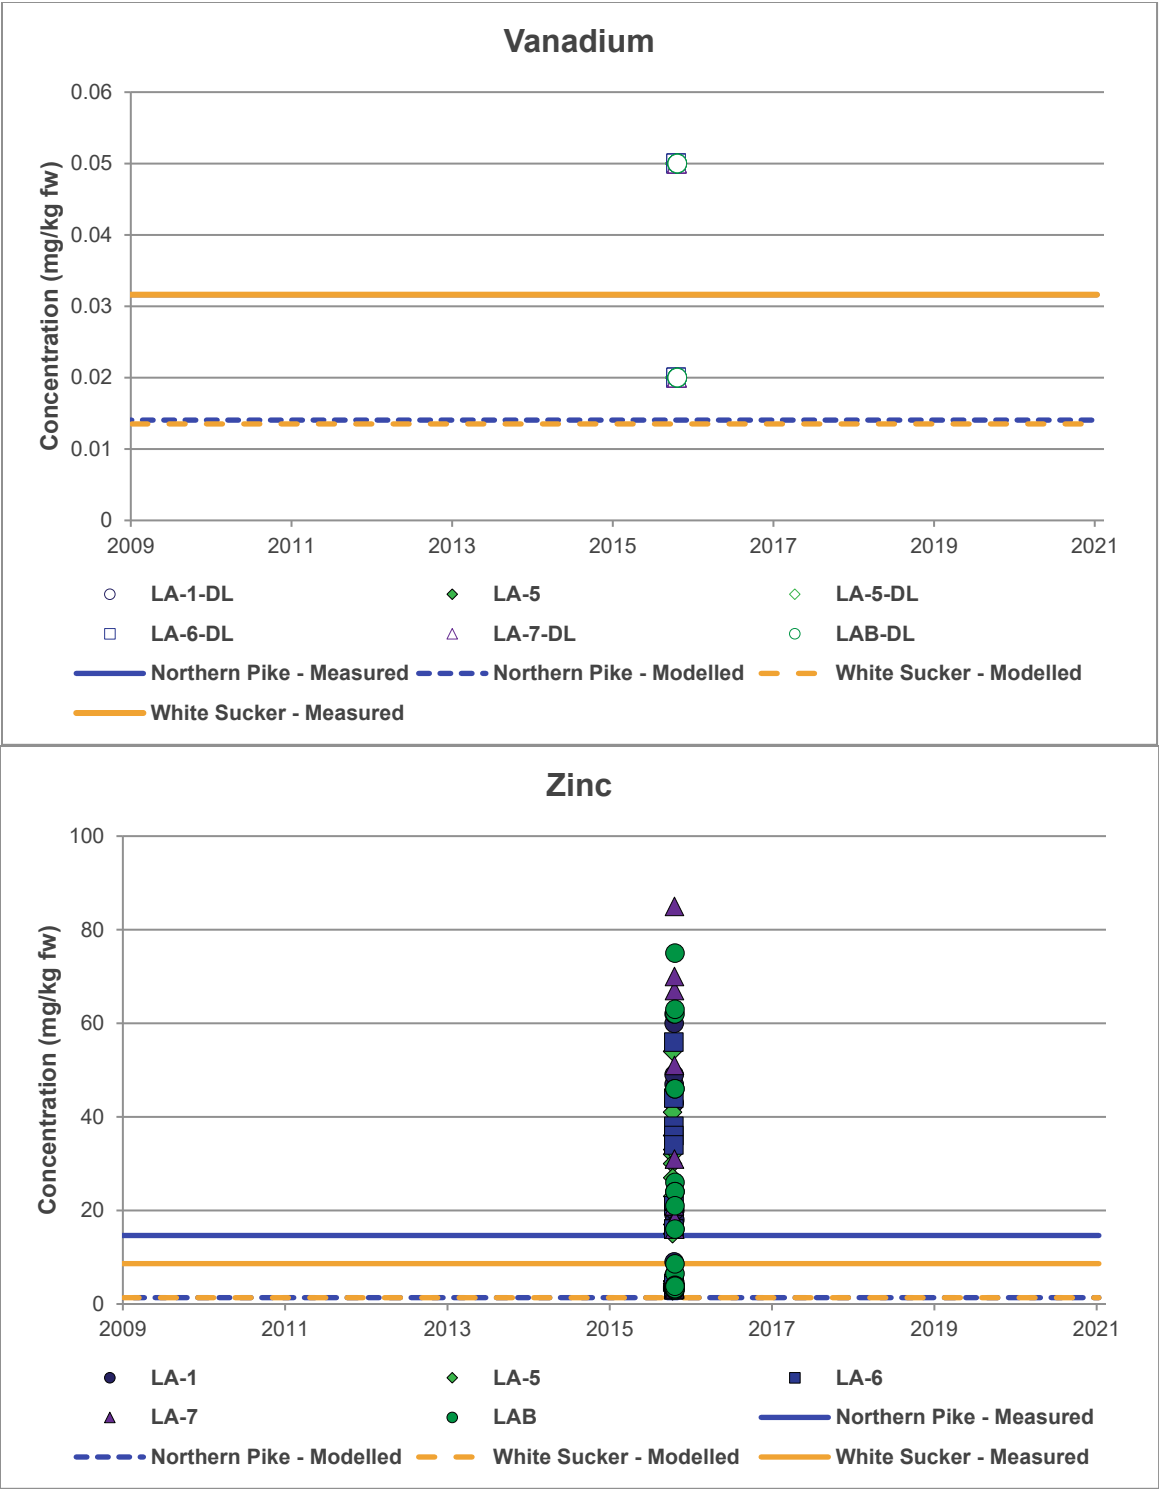 Vanadium
Concentration (mg/kg fw)
0.06
0.05
0.04
0.03
0.02
0.01
0
2009 2011 2013 2015 2017 2019 2021
LA-1-DL LA-5 LA-5-DL
LA-6-DL LA-7-DL LAB-DL
Northern Pike - Measured Northern Pike - Modelled White Sucker - Modelled
White Sucker - Measured
Zinc
Concentration (mg/kg fw)
100
80
60
40
20
0
2009 2011 2013 2015 2017 2019 2021
LA-1 LA-5 LA-6
LA-7 LAB Northern Pike - Measured
Northern Pike - Modelled White Sucker - Modelled White Sucker - Measured